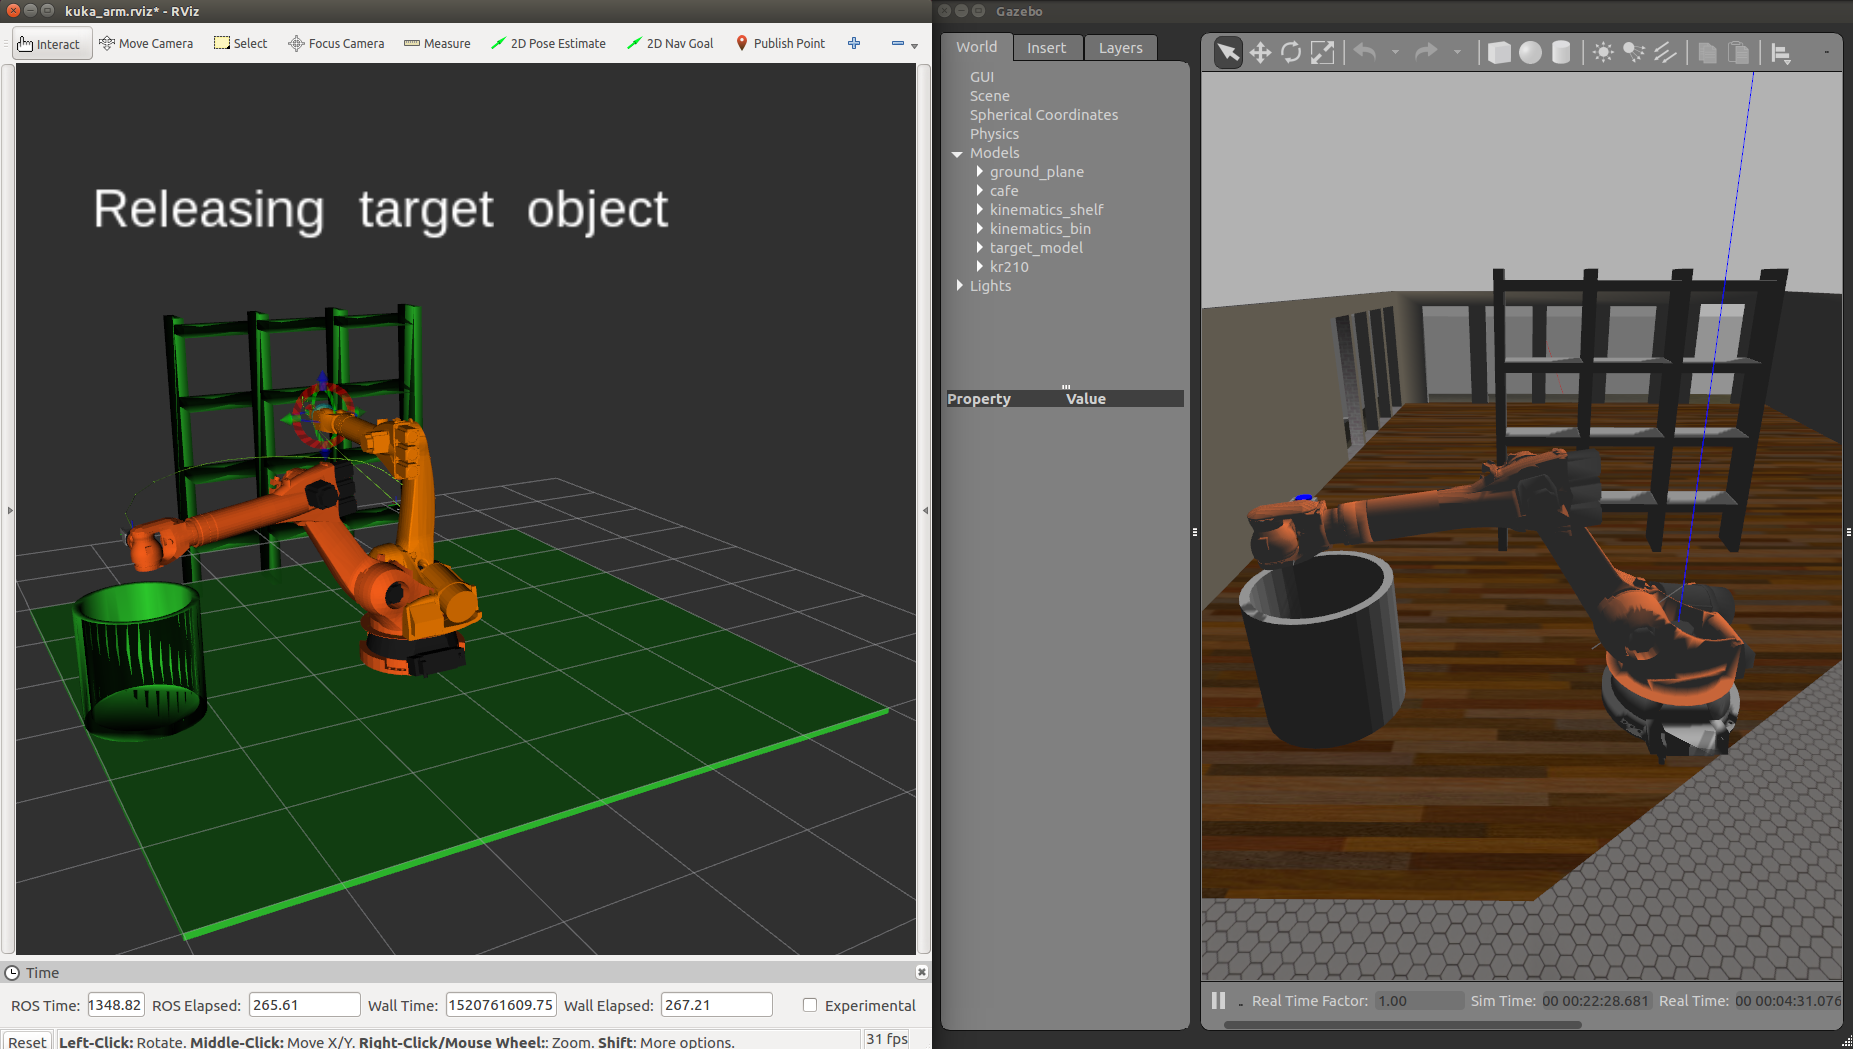 kuka_arm.rviz* - RViz
Interact Move Camera Select Focus Camera Measure 2D Pose Estimate 2D Nav Goal Publish Point
Releasing target object
Time
ROS Time: 1348.82 ROS Elapsed: 265.61 Wall Time: 1520761609.75 Wall Elapsed: 267.21 Experimental
Reset Left-Click: Rotate. Middle-Click: Move X/Y. Right-Click/Mouse Wheel:: Zoom. Shift: More options. 31 fps
Gazebo
World Insert Layers
GUI
Scene
Spherical Coordinates
Physics
Models
ground_plane
cafe
kinematics_shelf
kinematics_bin
target_model
kr210
Lights
Property Value
Real Time Factor: 1.00 Sim Time: 00 00:22:28.681 Real Time: 00 00:04:31.076